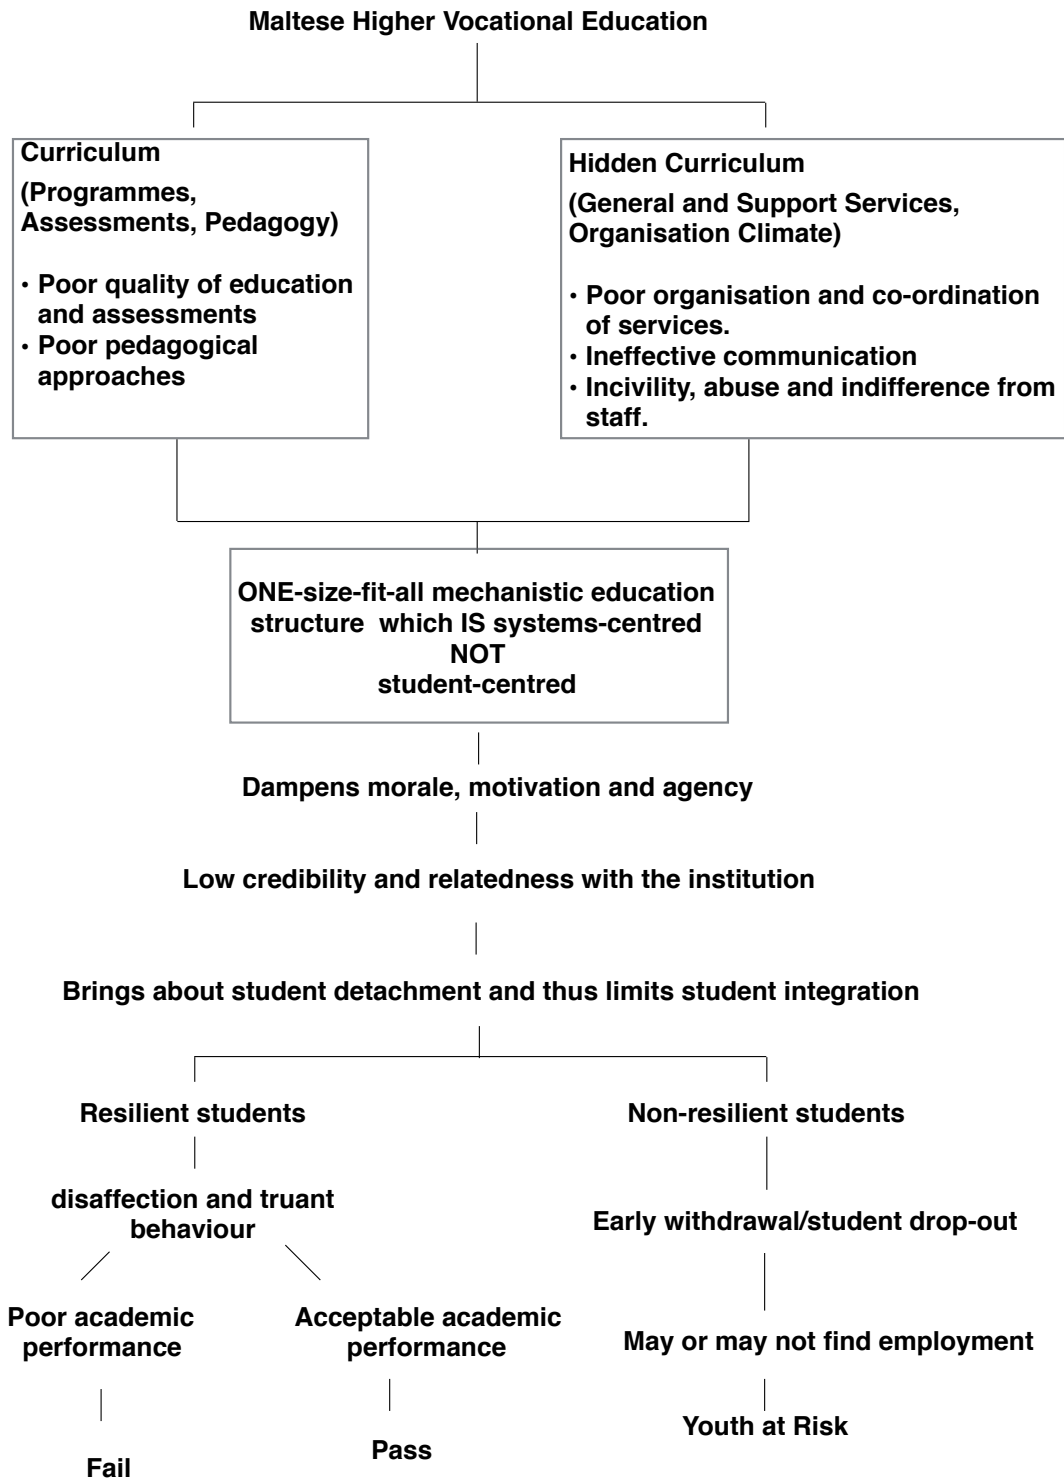 Maltese Higher Vocational Education
Curriculum
(Programmes,
Assessments, Pedagogy)
• Poor quality of education
and assessments
• Poor pedagogical
approaches
Hidden Curriculum
(General and Support Services,
Organisation Climate)
• Poor organisation and co-ordination
of services.
• Ineffective communication
• Incivility, abuse and indifference from
staff.
ONE-size-fit-all mechanistic education
structure  which IS systems-centred
NOT
student-centred
Dampens morale, motivation and agency
Low credibility and relatedness with the institution
Brings about student detachment and thus limits student integration
Resilient students
Non-resilient students
disaffection and truant
behaviour
Early withdrawal/student drop-out
Poor academic
performance
Acceptable academic
performance
May or may not find employment
Fail
Pass
Youth at Risk